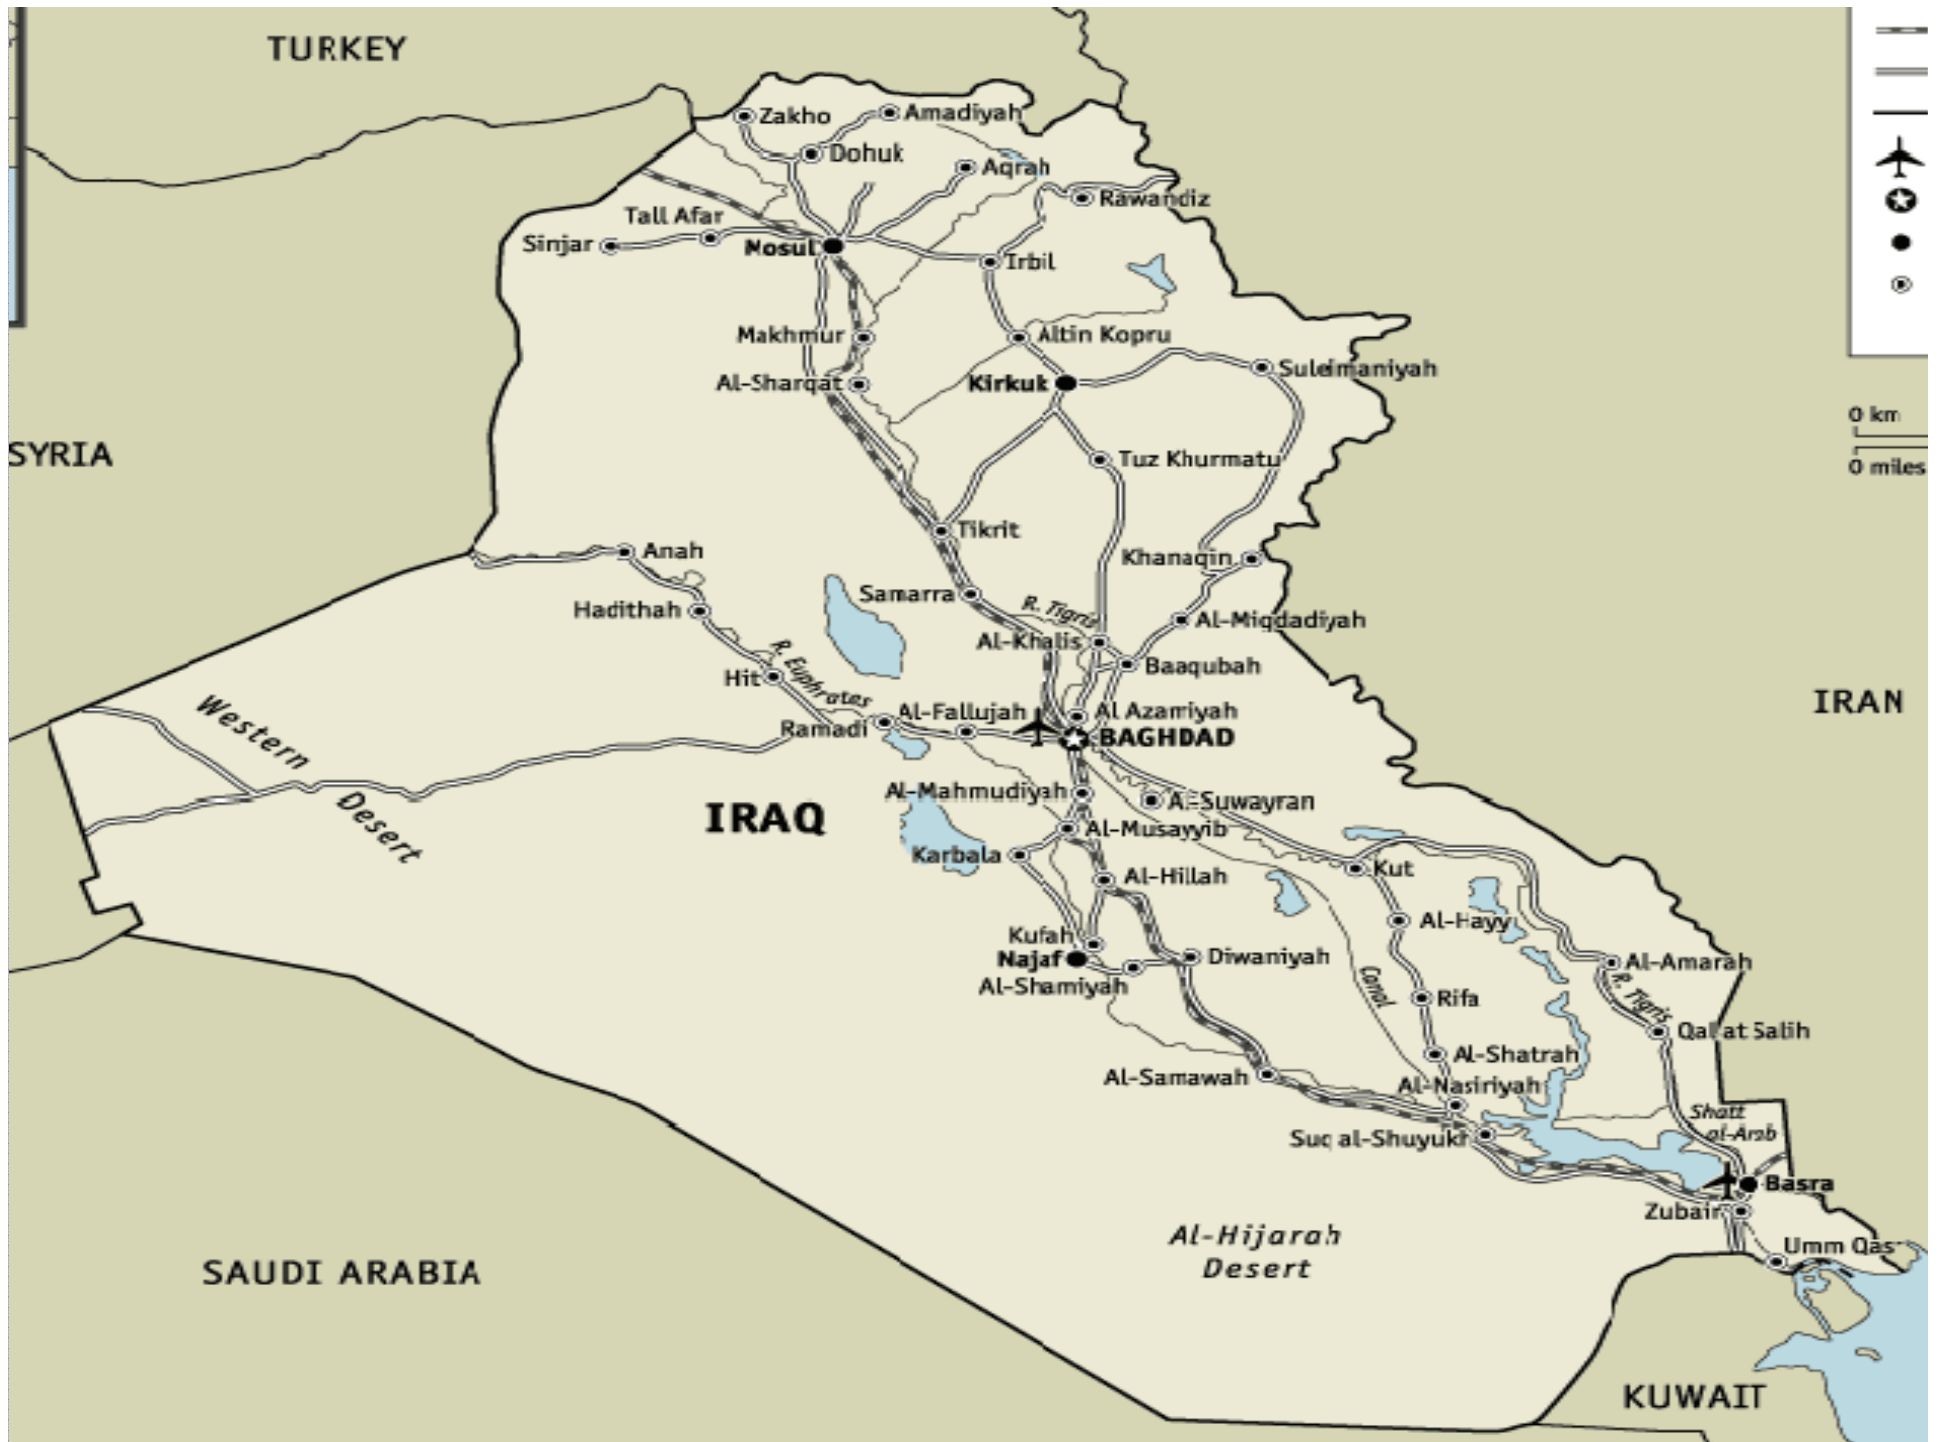 TURKEY
Zakho
Amadiyah
Dohuk
Aqrah
Rawandiz
Tall Afar
Sinjar
Mosul
Irbil
Makhmur
Altin Kopru
Al-Sharqat
Kirkuk
Suleimaniyah
0 km
SYRIA
Tuz Khurmatu
0 miles
Tikrit
Anah
Khanaqin
Samarra
R. Tigris
Hadithah
Al-Miqdadiyah
Al-Khalis
R. Euphrates
Baaqubah
Hit
IRAN
Western
Desert
Al-Fallujah
Al Azamiyah
Ramadi
BAGHDAD
Al-Mahmudiyah
Al-Suwayran
IRAQ
Al-Musayyib
Karbala
Kut
Al-Hillah
Al-Hayy
Kufah
Najaf
Diwaniyah
Al-Amarah
Al-Shamiyah
Canal
Rifa
R. Tigris
Qal'at Salih
Al-Shatrah
Al-Samawah
Al-Nasiriyah
Shatt
al-Arab
Suq al-Shuyukh
Basra
Zubair
Al-Hijarah
Desert
Umm Qasr
SAUDI ARABIA
KUWAIT